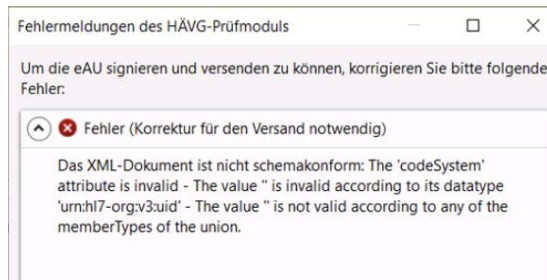 Fehlermeldungen des HÄVG-Prüfmoduls
Um die eAU signieren und versenden zu können, korrigieren Sie bitte folgende
Fehler:
Fehler (Korrektur für den Versand notwendig)
Das XML-Dokument ist nicht schemakonform: The 'codeSystem'
attribute is invalid - The value '' is invalid according to its datatype
'urn:hl7-org:v3:uid' - The value '' is not valid according to any of the
memberTypes of the union.